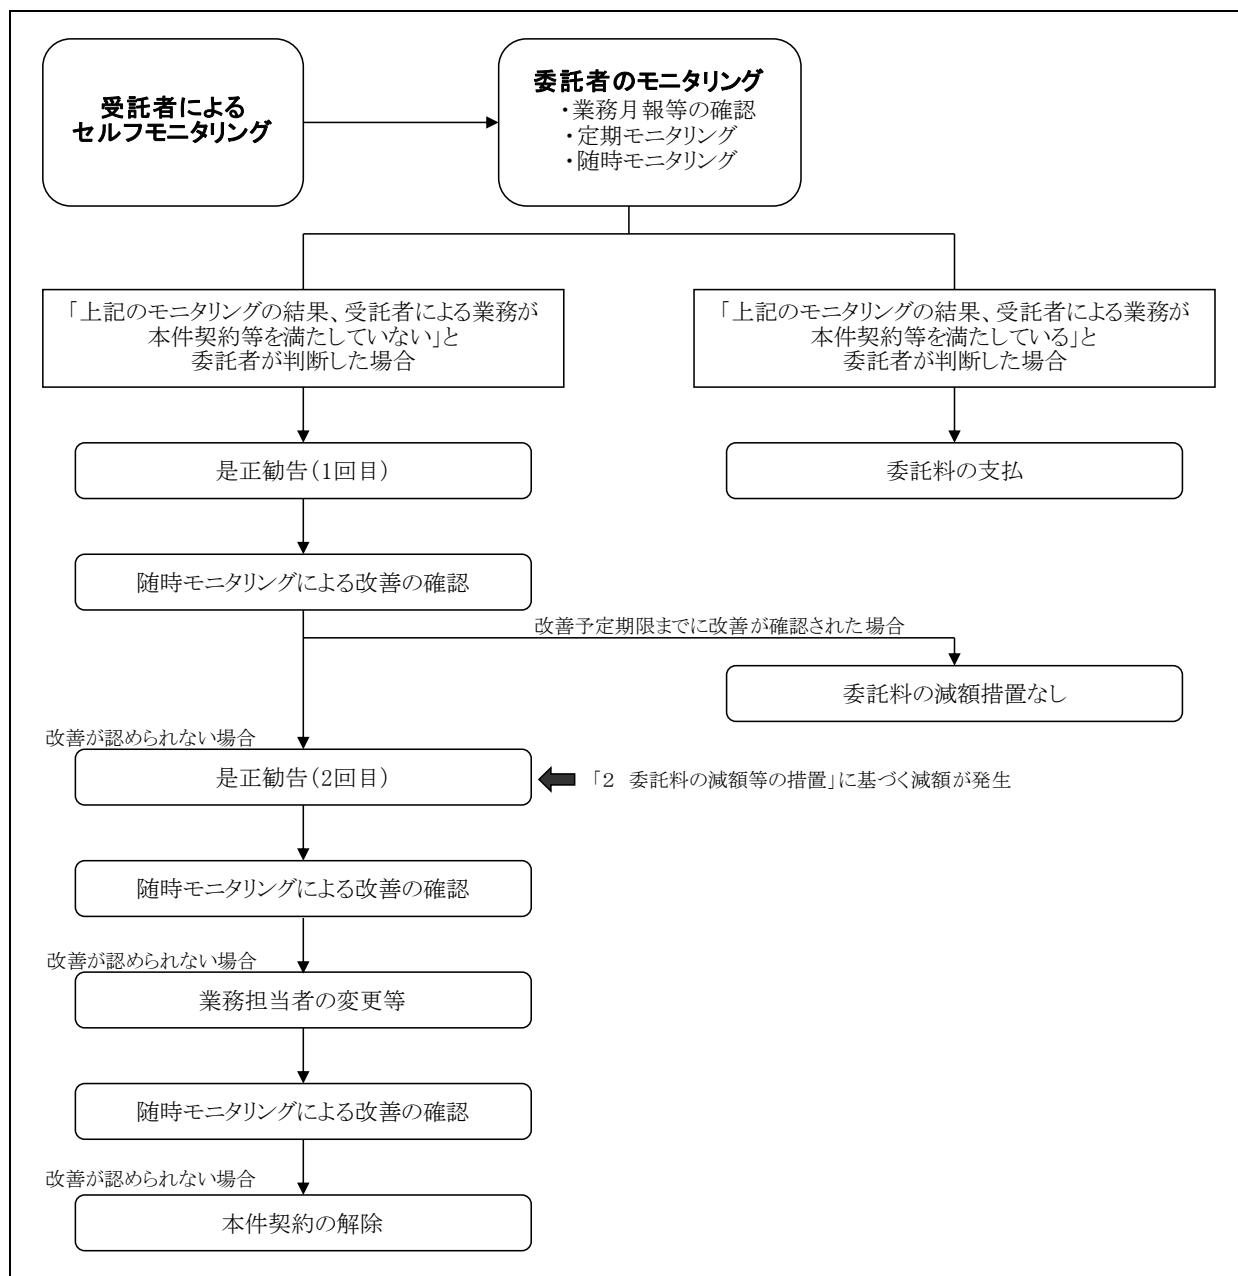 受託者による
セルフモニタリング
委託者のモニタリング
・業務月報等の確認
・定期モニタリング
・随時モニタリング
「上記のモニタリングの結果、受託者による業務が
本件契約等を満たしていない」と
委託者が判断した場合
「上記のモニタリングの結果、受託者による業務が
本件契約等を満たしている」と
委託者が判断した場合
是正勧告(1回目)
委託料の支払
随時モニタリングによる改善の確認
改善予定期限までに改善が確認された場合
委託料の減額措置なし
改善が認められない場合
是正勧告(2回目)
「2 委託料の減額等の措置」に基づく減額が発生
随時モニタリングによる改善の確認
改善が認められない場合
業務担当者の変更等
随時モニタリングによる改善の確認
改善が認められない場合
本件契約の解除